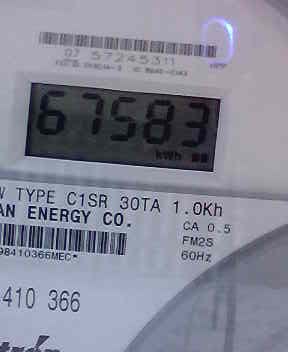 07 57245311
67583
kWh
TYPE C1SR 30TA 1.0Kh
AN ENERGY CO.
CA 0.5
FM2S
60Hz
98410366MEC*
410 366